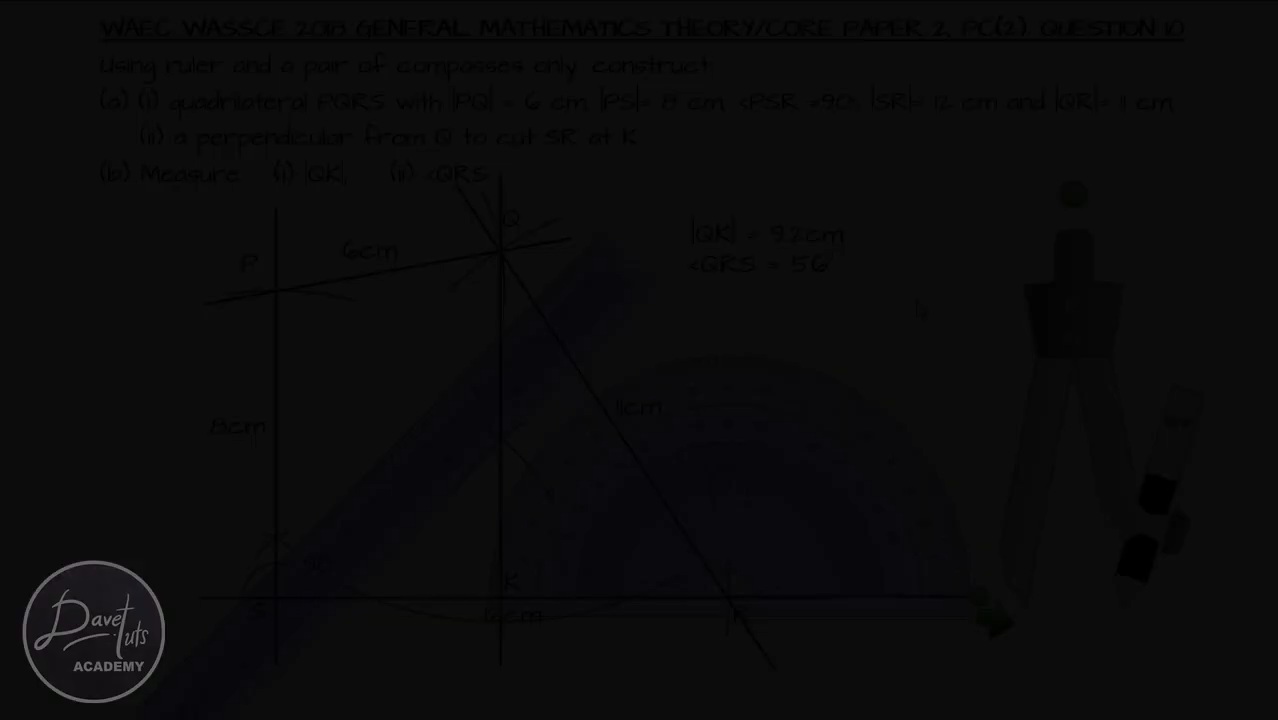 WAEC WASSCE 2018 GENERAL MATHEMATICS THEORY/CORE PAPER 2, PC(2). QUESTION 10
Using ruler and a pair of compasses only construct:
(a) (i) quadrilateral PQRS with |PQ| = 6 cm |PS|= 8 cm <PSR =90° |SR|= 12 cm and |QR|= 11 cm
(ii) a perpendicular from Q to cut SR at K
(b) Measure (i) |QK|, (ii) <QRS
Q
|QK| = 9.2cm
6cm
P
<QRS = 56°
11cm
8cm
90°
K
S
12cm
R
Davet
Tuts
ACADEMY